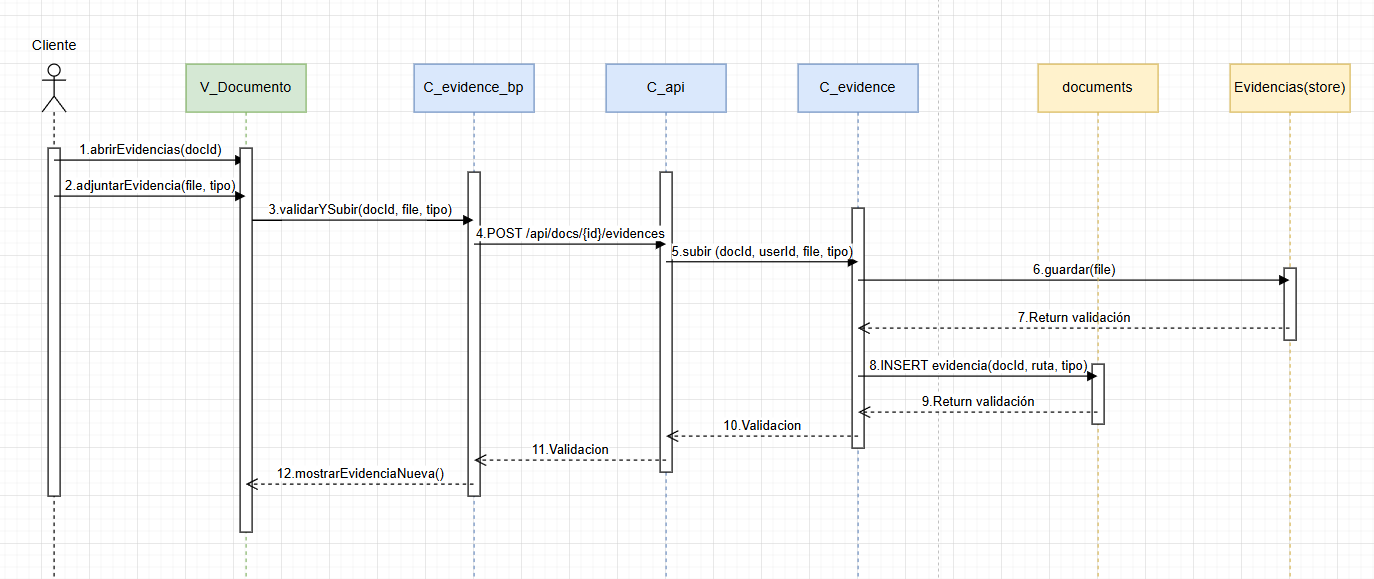 Cliente
V_Documento
C_evidence_bp
C_api
C_evidence
documents
Evidencias(store)
1.abrirEvidencias(docId)
2.adjuntarEvidencia(file, tipo)
3.validarYSubir(docId, file, tipo)
4.POST /api/docs/{id}/evidences
5.subir (docId, userId, file, tipo)
6.guardar(file)
7.Return validación
8.INSERT evidencia(docId, ruta, tipo)
9.Return validación
10.Validacion
11.Validacion
12.mostrarEvidenciaNueva()